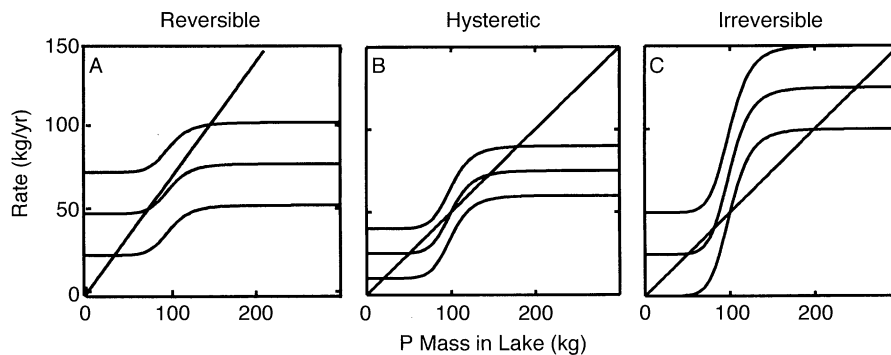 Reversible Hysteretic Irreversible
150 A B C
100
50
0
Rate (kg/yr)
0 100 200 0 100 200 0 100 200
P Mass in Lake (kg)